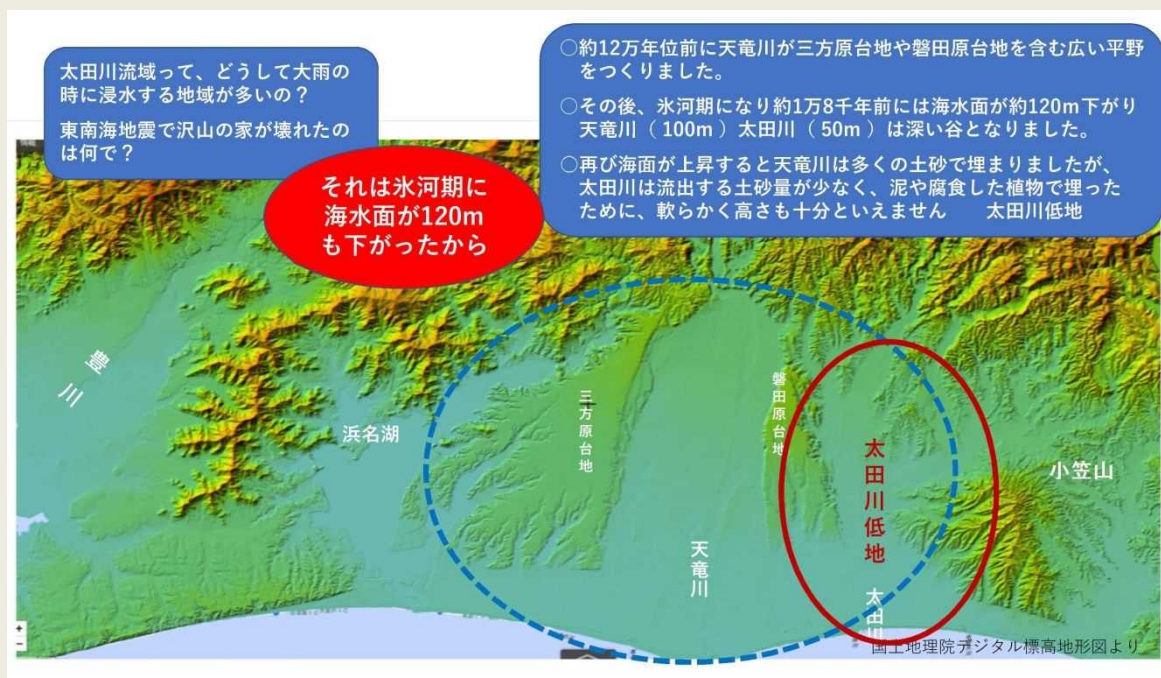 太田川流域って、どうして大雨の
時に浸水する地域が多いの？
東南海地震で沢山の家が壊れたの
は何で？
それは氷河期に
海水面が120m
も下がったから
○約12万年位前に天竜川が三方原台地や磐田原台地を含む広い平野
をつくりました。
○その後、氷河期になり約1万8千年前には海水面が約120m下がり
天竜川（100m）太田川（50m）は深い谷となりました。
○再び海面が上昇すると天竜川は多くの土砂で埋まりましたが、
太田川は流出する土砂量が少なく、泥や腐食した植物で埋った
ために、軟らかく高さも十分といえません　　太田川低地
豊川
浜名湖
三方原台地
天竜川
磐田原台地
太田川低地
太田川
小笠山
国土地理院デジタル標高地形図より